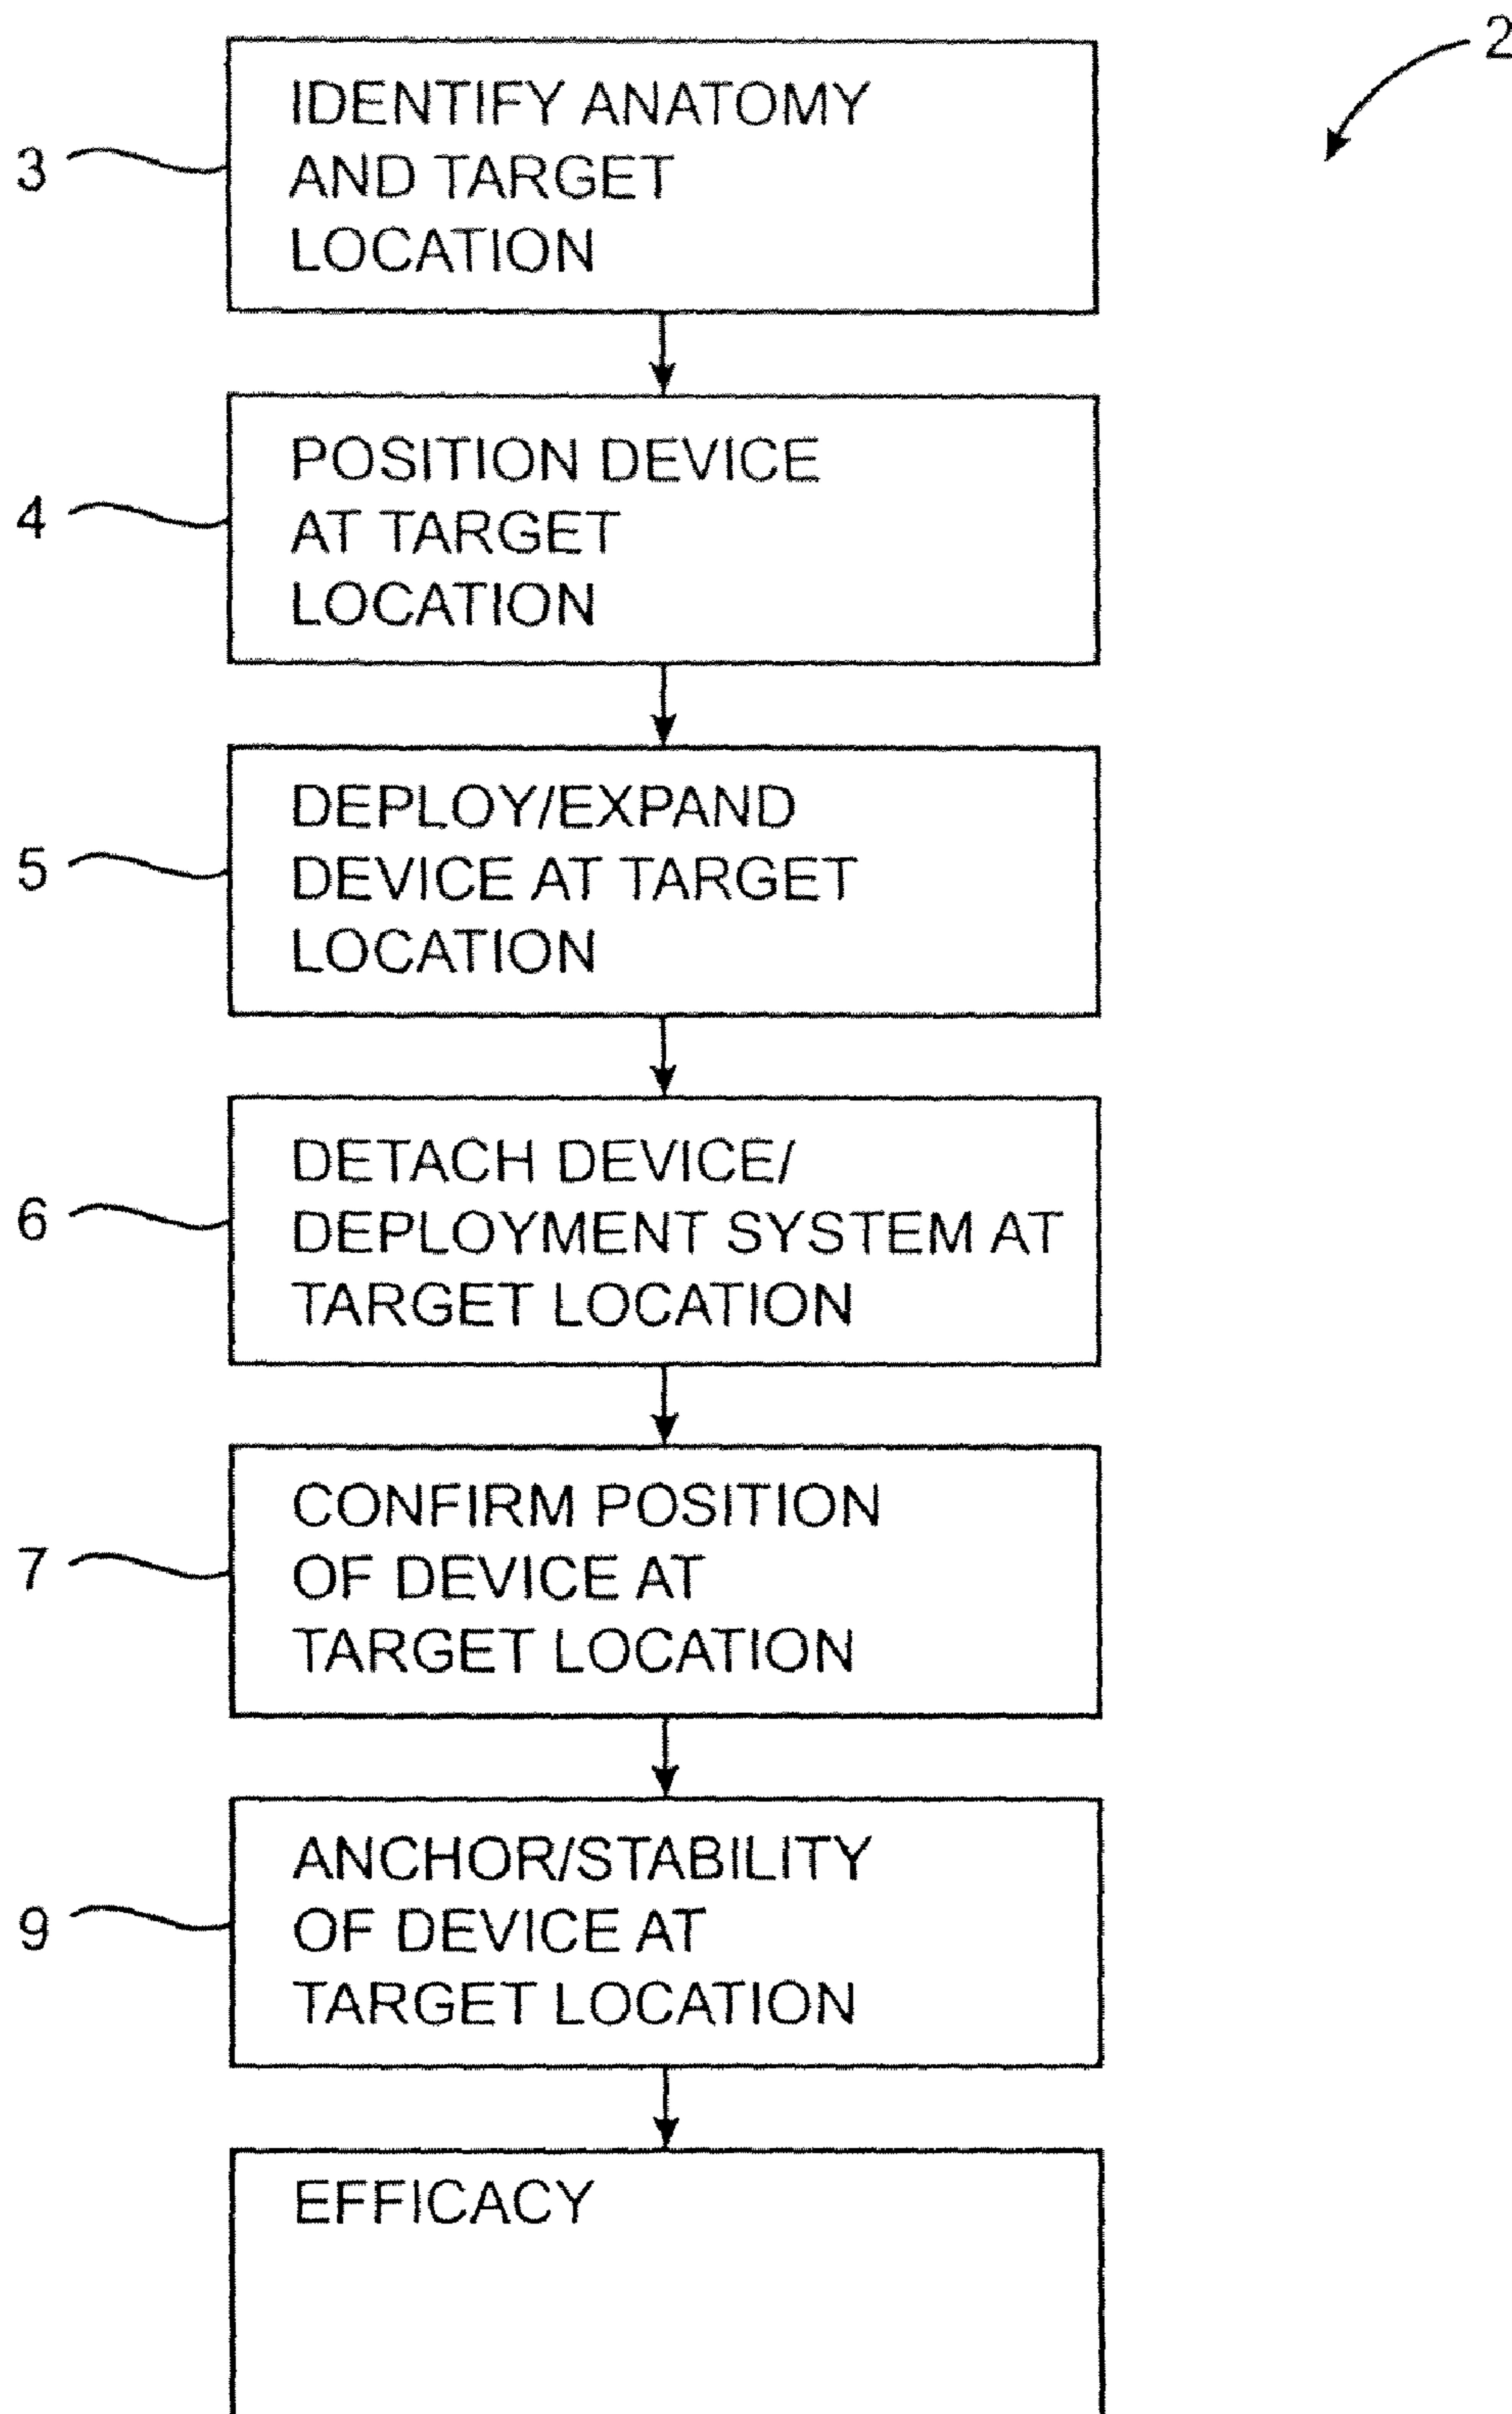 2
3
IDENTIFY ANATOMY
AND TARGET
LOCATION
4
POSITION DEVICE
AT TARGET
LOCATION
5
DEPLOY/EXPAND
DEVICE AT TARGET
LOCATION
6
DETACH DEVICE/
DEPLOYMENT SYSTEM AT
TARGET LOCATION
7
CONFIRM POSITION
OF DEVICE AT
TARGET LOCATION
9
ANCHOR/STABILITY
OF DEVICE AT
TARGET LOCATION
EFFICACY